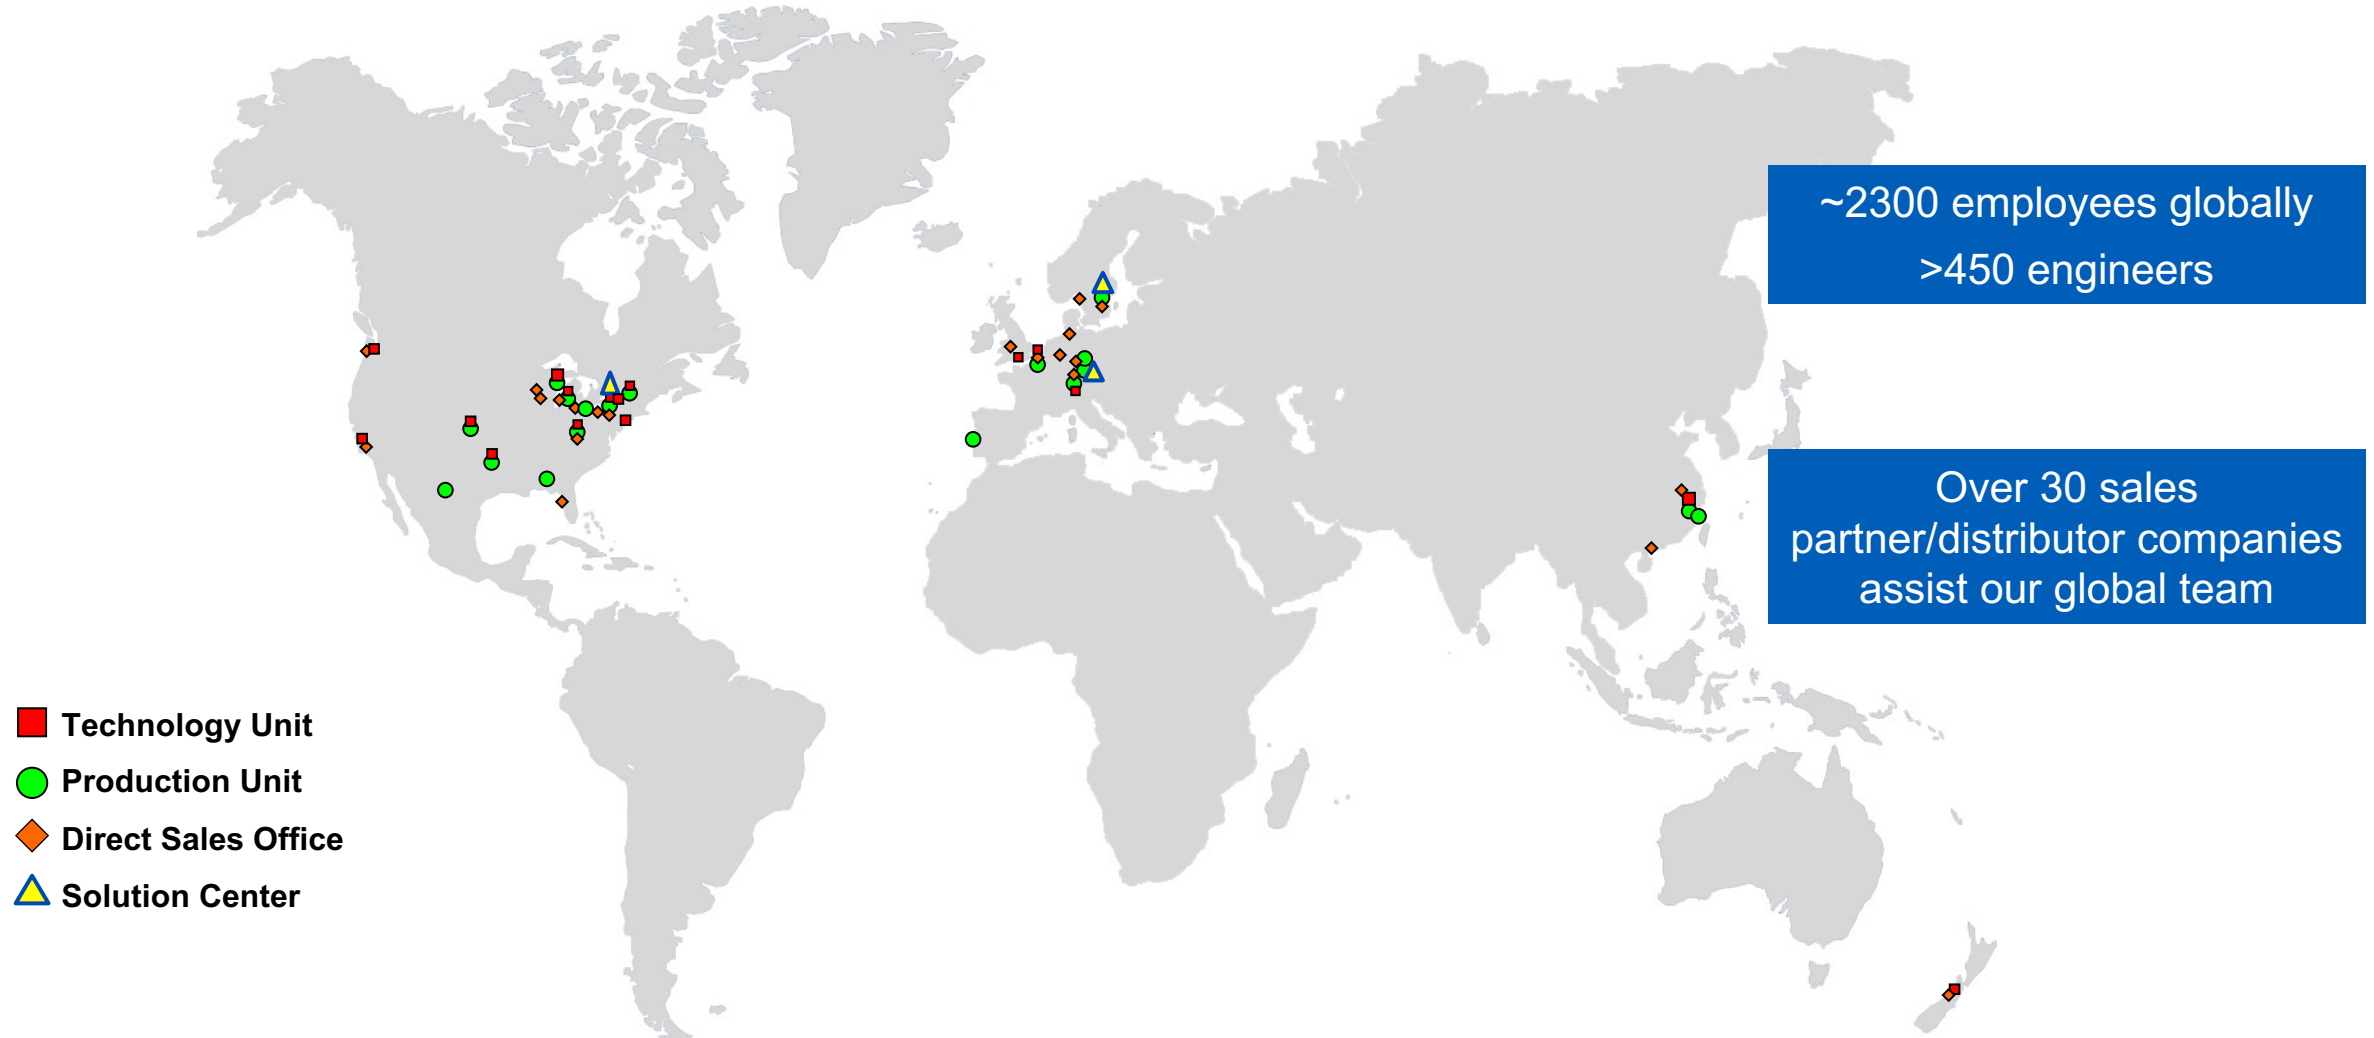 ~2300 employees globally
>450 engineers
Over 30 sales
partner/distributor companies
assist our global team
Technology Unit
Production Unit
Direct Sales Office
Solution Center